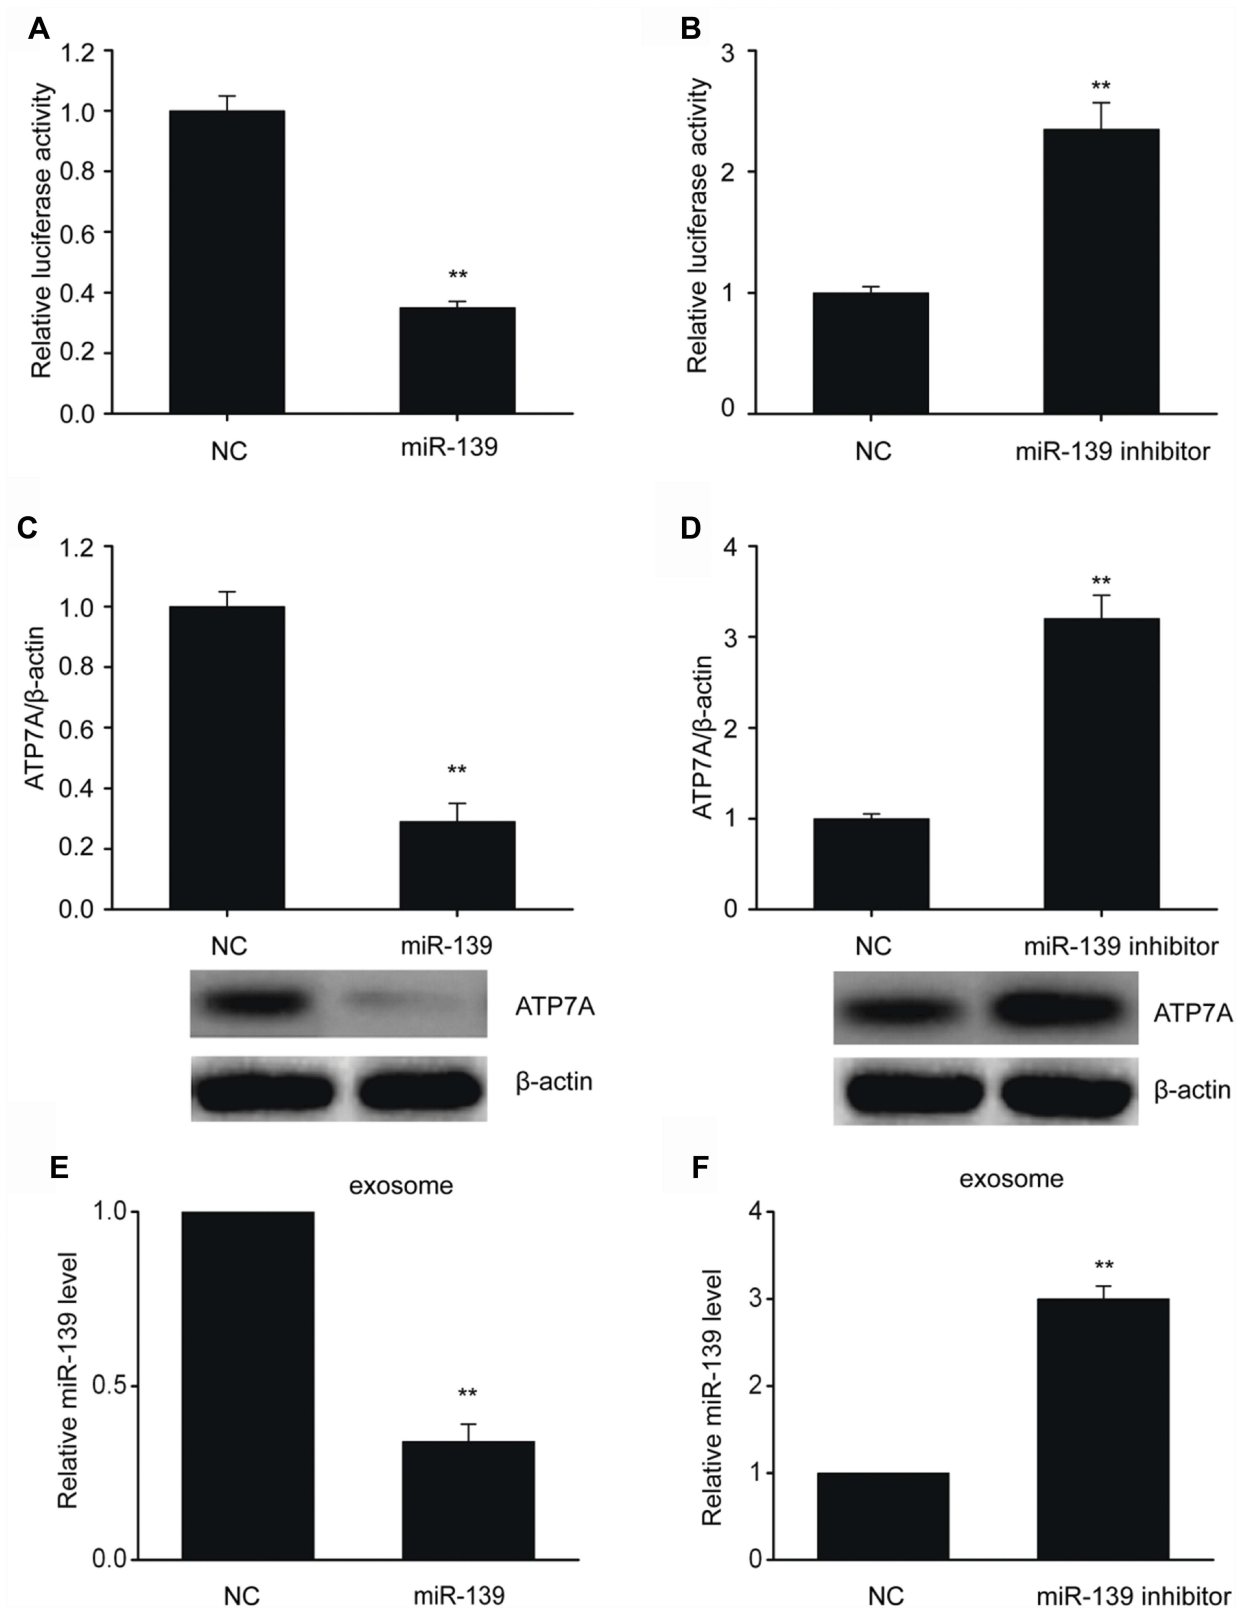 A
Relative luciferase activity
1.2
1.0
0.8
0.6
0.4
0.2
0.0
**
NC
miR-139
B
Relative luciferase activity
3
2
1
0
**
NC
miR-139 inhibitor
C
ATP7A/β-actin
1.2
1.0
0.8
0.6
0.4
0.2
0.0
**
NC
miR-139
ATP7A
β-actin
D
ATP7A/β-actin
4
3
2
1
0
**
NC
miR-139 inhibitor
ATP7A
β-actin
E
exosome
Relative miR-139 level
1.0
0.5
0.0
**
NC
miR-139
F
exosome
Relative miR-139 level
4
3
2
1
0
**
NC
miR-139 inhibitor